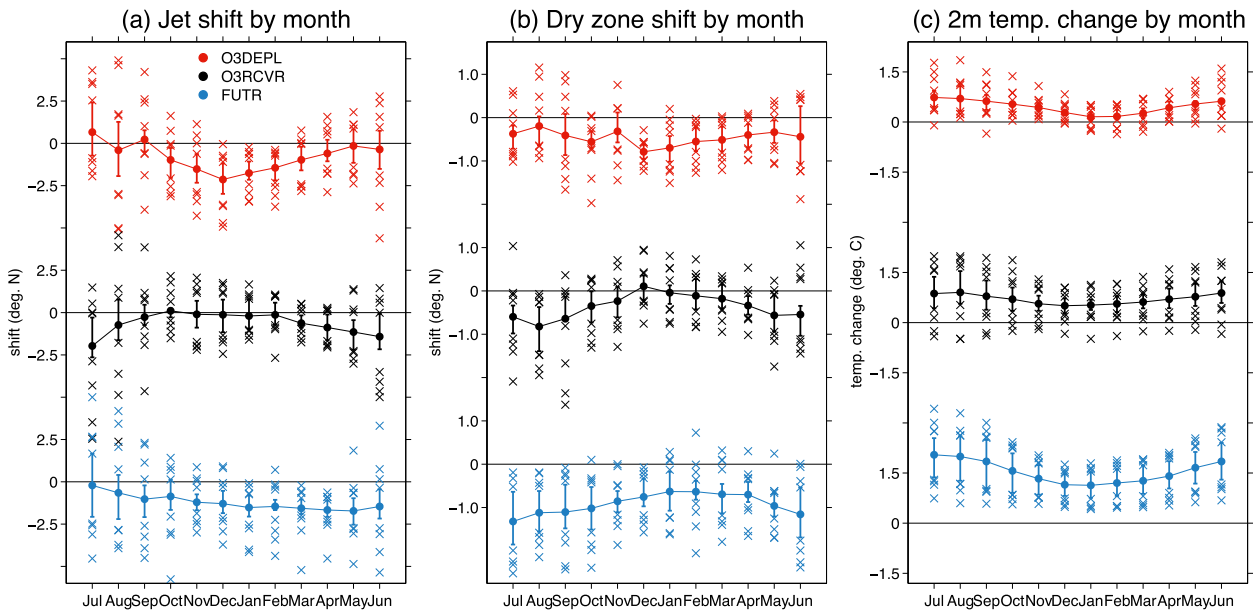 (a) Jet shift by month
O3DEPL
O3RCVR
FUTR
shift (deg. N)
2.5
0
−2.5
2.5
0
−2.5
2.5
0
−2.5
Jul Aug Sep Oct Nov Dec Jan Feb Mar Apr May Jun
(b) Dry zone shift by month
shift (deg. N)
1.0
0
−1.0
1.0
0
−1.0
1.0
0
−1.0
Jul Aug Sep Oct Nov Dec Jan Feb Mar Apr May Jun
(c) 2m temp. change by month
temp. change (deg. C)
1.5
0
−1.5
1.5
0
−1.5
1.5
0
−1.5
Jul Aug Sep Oct Nov Dec Jan Feb Mar Apr May Jun